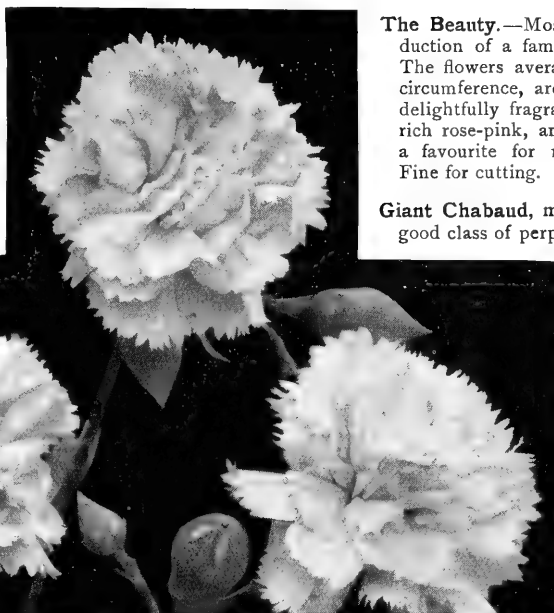 The Beauty.—Mos
duction of a fam
The flowers avera
circumference, are
delightfully fragra
rich rose-pink, an
a favourite for
Fine for cutting.
Giant Chabaud, m
good class of perp